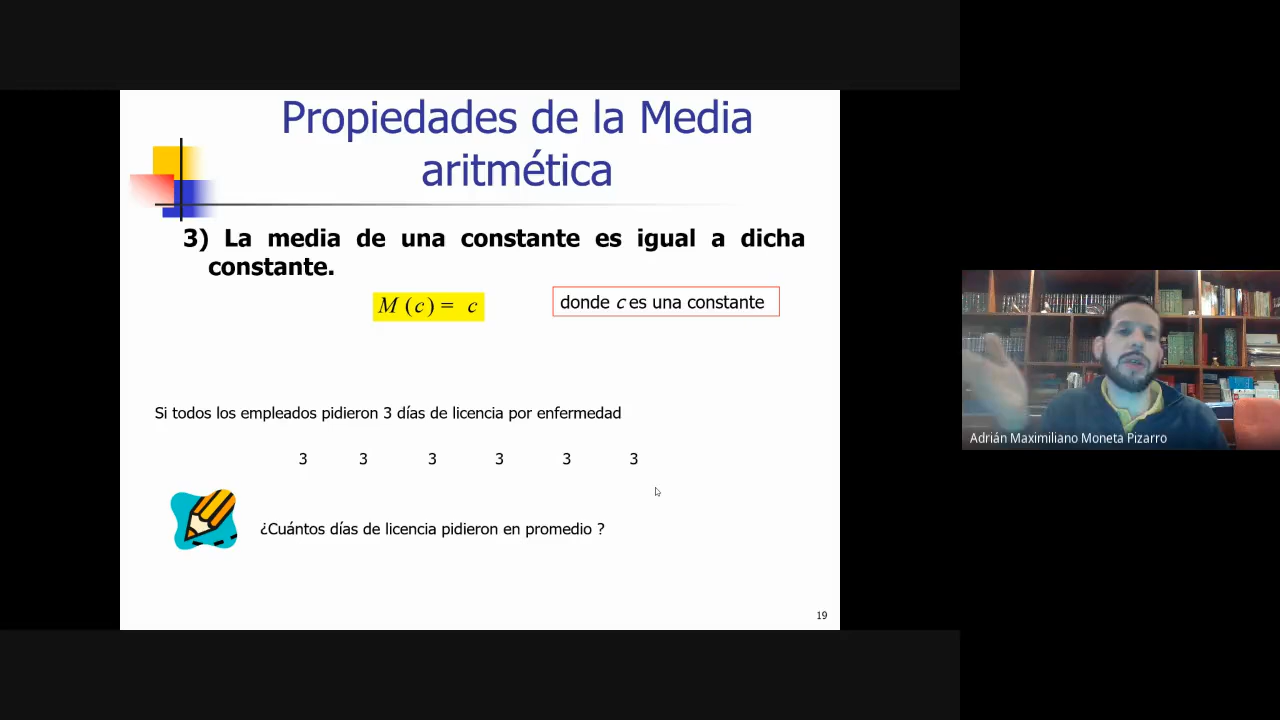 Propiedades de la Media
aritmética
3) La media de una constante es igual a dicha
constante.
M (c) = c
donde c es una constante
Si todos los empleados pidieron 3 días de licencia por enfermedad
3 3 3 3 3 3
¿Cuántos días de licencia pidieron en promedio ?
19
Adrián Maximiliano Moneta Pizarro